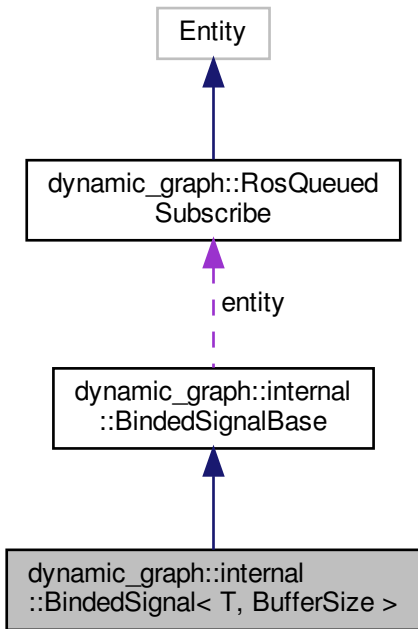 Entity
dynamic_graph::RosQueued
Subscribe
entity
dynamic_graph::internal
::BindedSignalBase
dynamic_graph::internal
::BindedSignal< T, BufferSize >